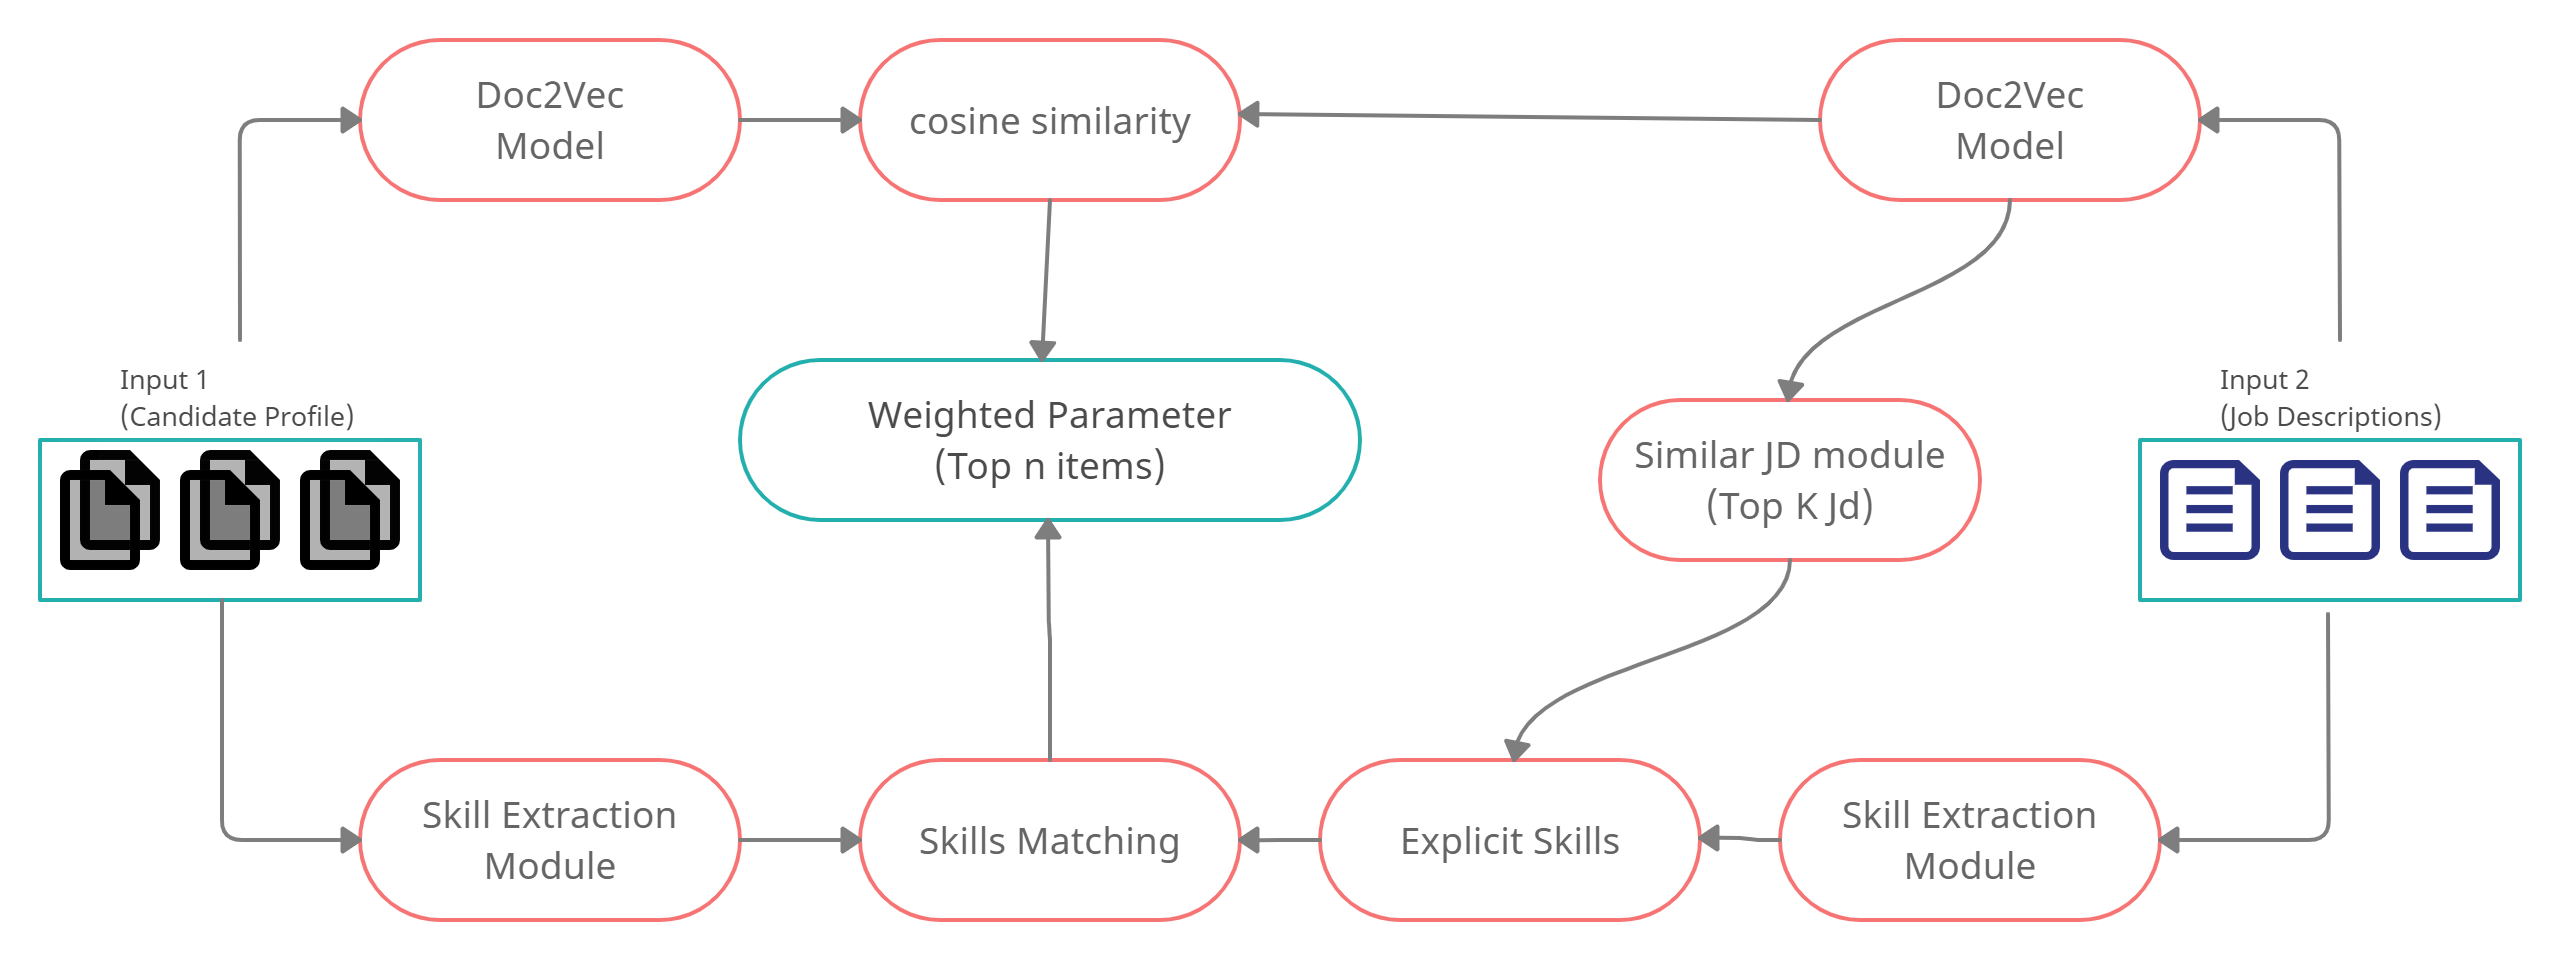 Doc2Vec
Model
cosine similarity
Doc2Vec
Model
Input 1
(Candidate Profile)
Weighted Parameter
(Top n items)
Similar JD module
(Top K Jd)
Input 2
(Job Descriptions)
Skill Extraction
Module
Skills Matching
Explicit Skills
Skill Extraction
Module